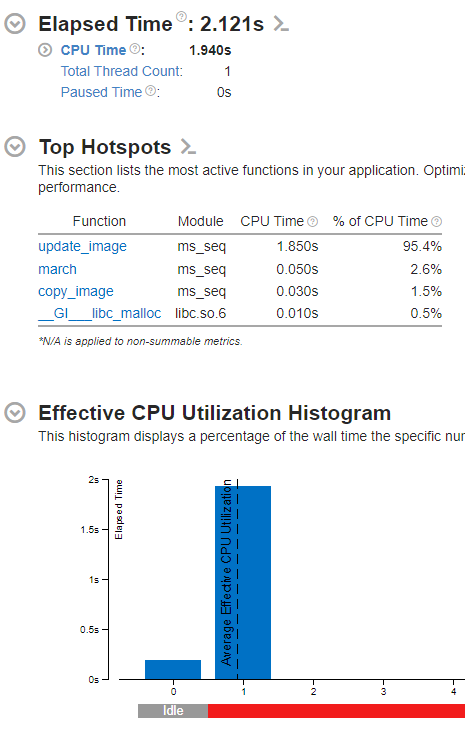 Elapsed Time ?: 2.121s
CPU Time ?: 1.940s
Total Thread Count: 1
Paused Time ?: 0s
Top Hotspots
This section lists the most active functions in your application. Optimiz
performance.
Function Module CPU Time ? % of CPU Time ?
update_image ms_seq 1.850s 95.4%
march ms_seq 0.050s 2.6%
copy_image ms_seq 0.030s 1.5%
__GI___libc_malloc libc.so.6 0.010s 0.5%
*N/A is applied to non-summable metrics.
Effective CPU Utilization Histogram
This histogram displays a percentage of the wall time the specific nur
2s
1.5s
1s
0.5s
0s
Elapsed Time
Average Effective CPU Utilization
0 1 2 3 4
Idle